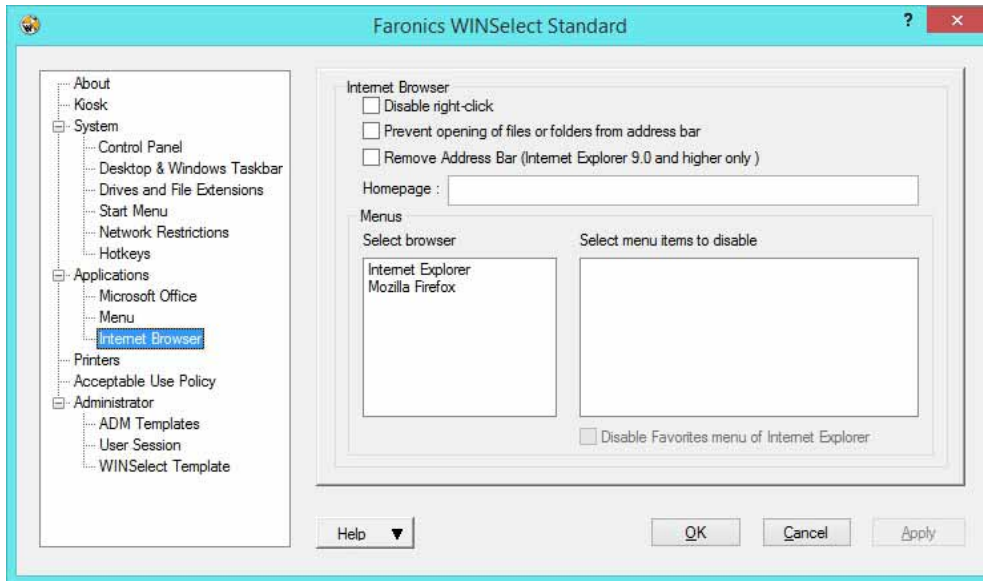 Faronics WINSelect Standard
?
About
Kiosk
System
Control Panel
Desktop & Windows Taskbar
Drives and File Extensions
Start Menu
Network Restrictions
Hotkeys
Applications
Microsoft Office
Menu
Internet Browser
Printers
Acceptable Use Policy
Administrator
ADM Templates
User Session
WINSelect Template
Internet Browser
Disable right-click
Prevent opening of files or folders from address bar
Remove Address Bar (Internet Explorer 9.0 and higher only )
Homepage :
Menus
Select browser
Internet Explorer
Mozilla Firefox
Select menu items to disable
Disable Favorites menu of Internet Explorer
Help
OK
Cancel
Apply